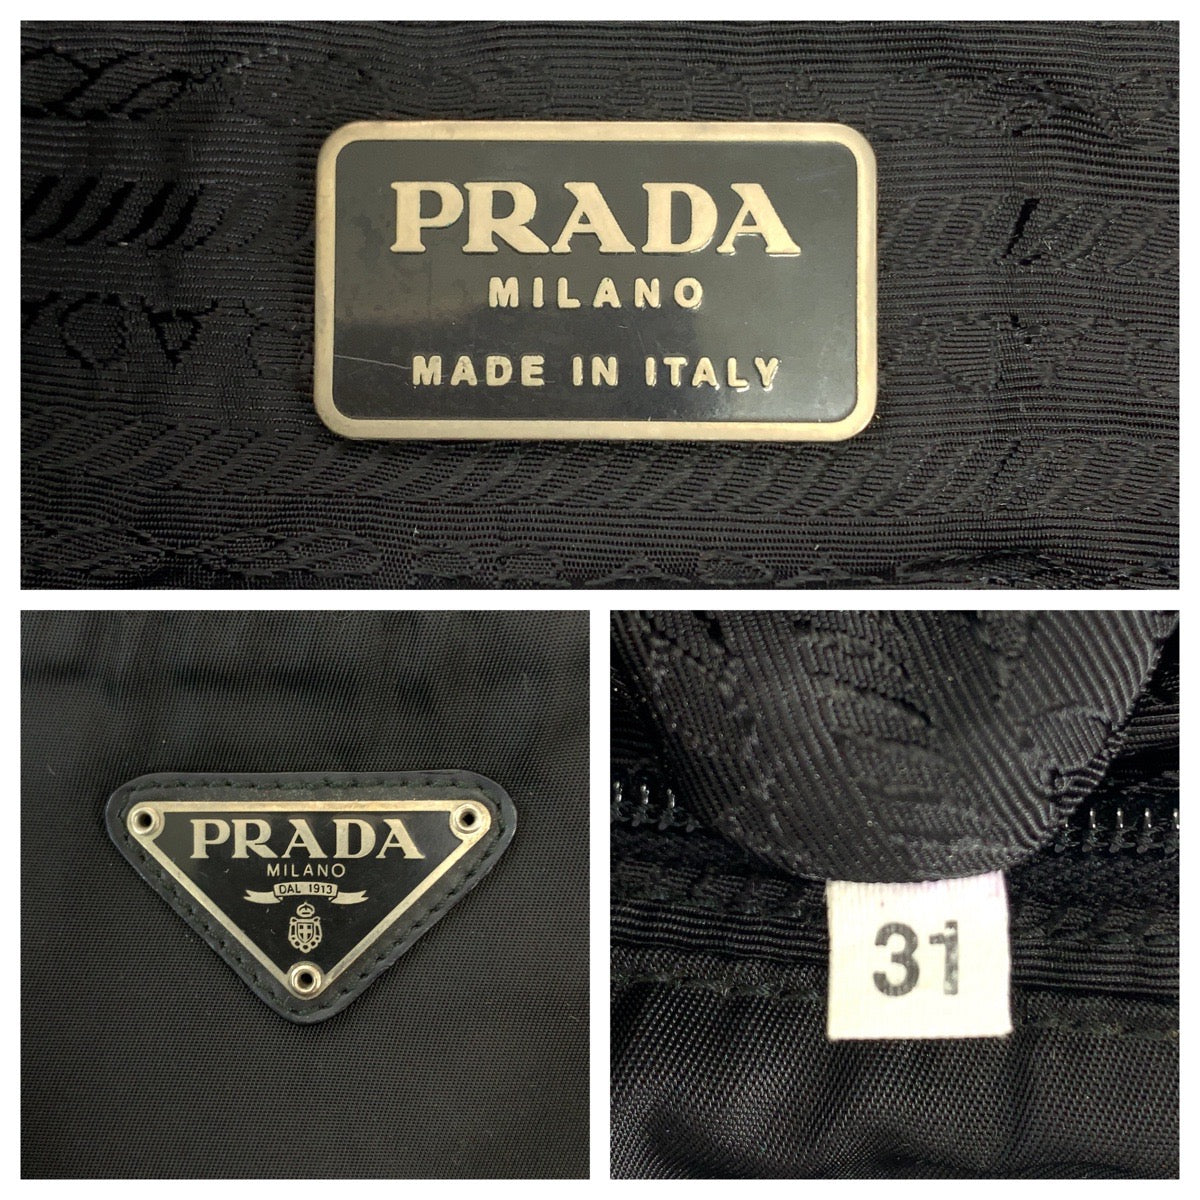 PRADA
MILANO
MADE IN ITALY
PRADA
MILANO
DAL 1913
31